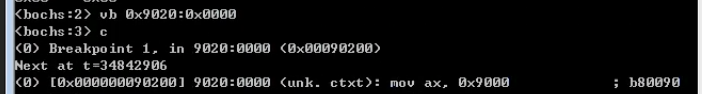 <bochs:2> vb 0x9020:0x0000
<bochs:3> c
(0) Breakpoint 1, in 9020:0000 (0x00090200)
Next at t=34842906
(0) [0x000000090200] 9020:0000 (unk. ctxt): mov ax, 0x9000 ; b80090